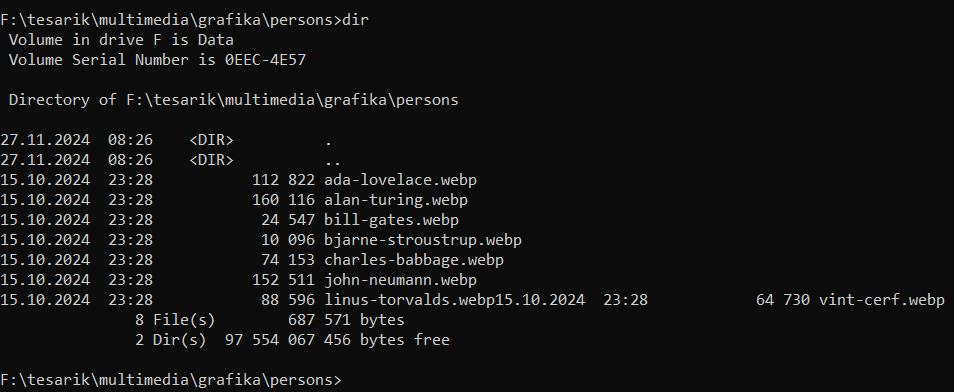 F:\tesarik\multimedia\grafika\persons>dir
 Volume in drive F is Data
 Volume Serial Number is 0EEC-4E57

 Directory of F:\tesarik\multimedia\grafika\persons

27.11.2024  08:26    <DIR>          .
27.11.2024  08:26    <DIR>          ..
15.10.2024  23:28           112 822 ada-lovelace.webp
15.10.2024  23:28           160 116 alan-turing.webp
15.10.2024  23:28            24 547 bill-gates.webp
15.10.2024  23:28            10 096 bjarne-stroustrup.webp
15.10.2024  23:28            74 153 charles-babbage.webp
15.10.2024  23:28           152 511 john-neumann.webp
15.10.2024  23:28            88 596 linus-torvalds.webp15.10.2024  23:28            64 730 vint-cerf.webp
               8 File(s)        687 571 bytes
               2 Dir(s)  97 554 067 456 bytes free

F:\tesarik\multimedia\grafika\persons>